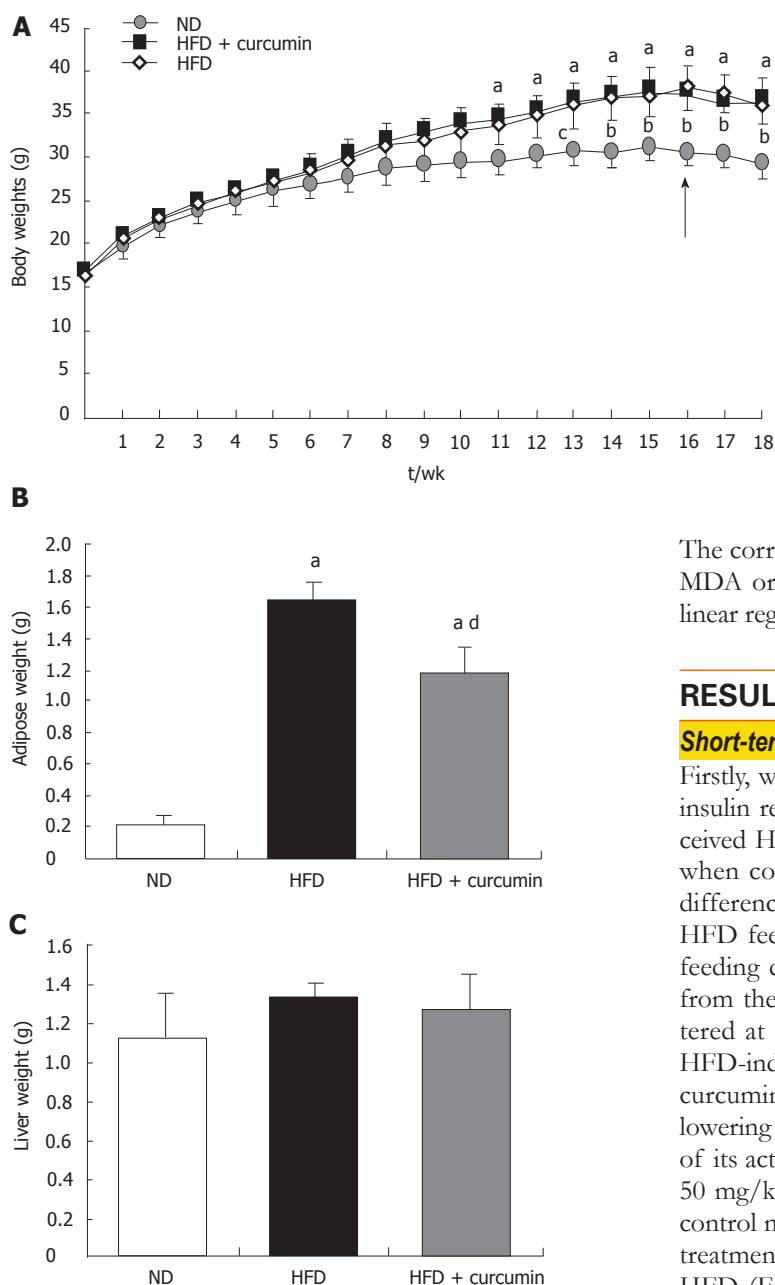 A
ND
HFD + curcumin
HFD
45
40
35
30
25
20
15
10
5
0
Body weights (g)
a a a a a a a a
c b b b b b
1 2 3 4 5 6 7 8 9 10 11 12 13 14 15 16 17 18
t/wk
B
2.0
1.8
1.6
1.4
1.2
1.0
0.8
0.6
0.4
0.2
0
Adipose weight (g)
a
a d
ND HFD HFD + curcumin
C
1.6
1.4
1.2
1.0
0.8
0.6
0.4
0.2
0
Liver weight (g)
ND HFD HFD + curcumin
The corr
MDA or
linear reg
RESUL
Short-ter
Firstly, w
insulin re
ceived H
when co
differenc
HFD fee
feeding c
from the
tered at
HFD-ind
curcumin
lowering
of its act
50 mg/k
control n
treatmen